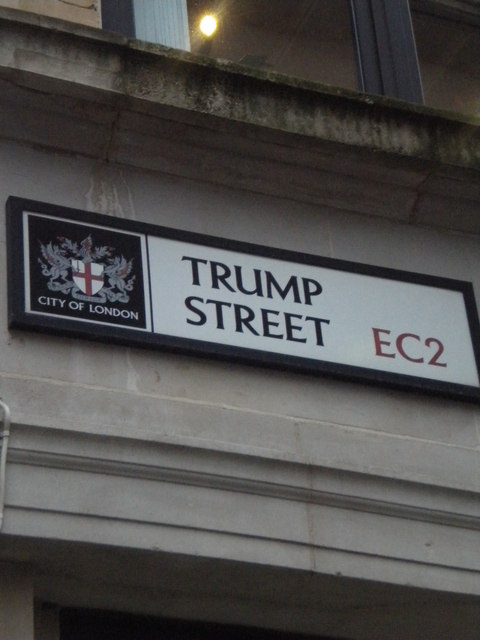 TRUMP
STREET
EC2
CITY OF LONDON